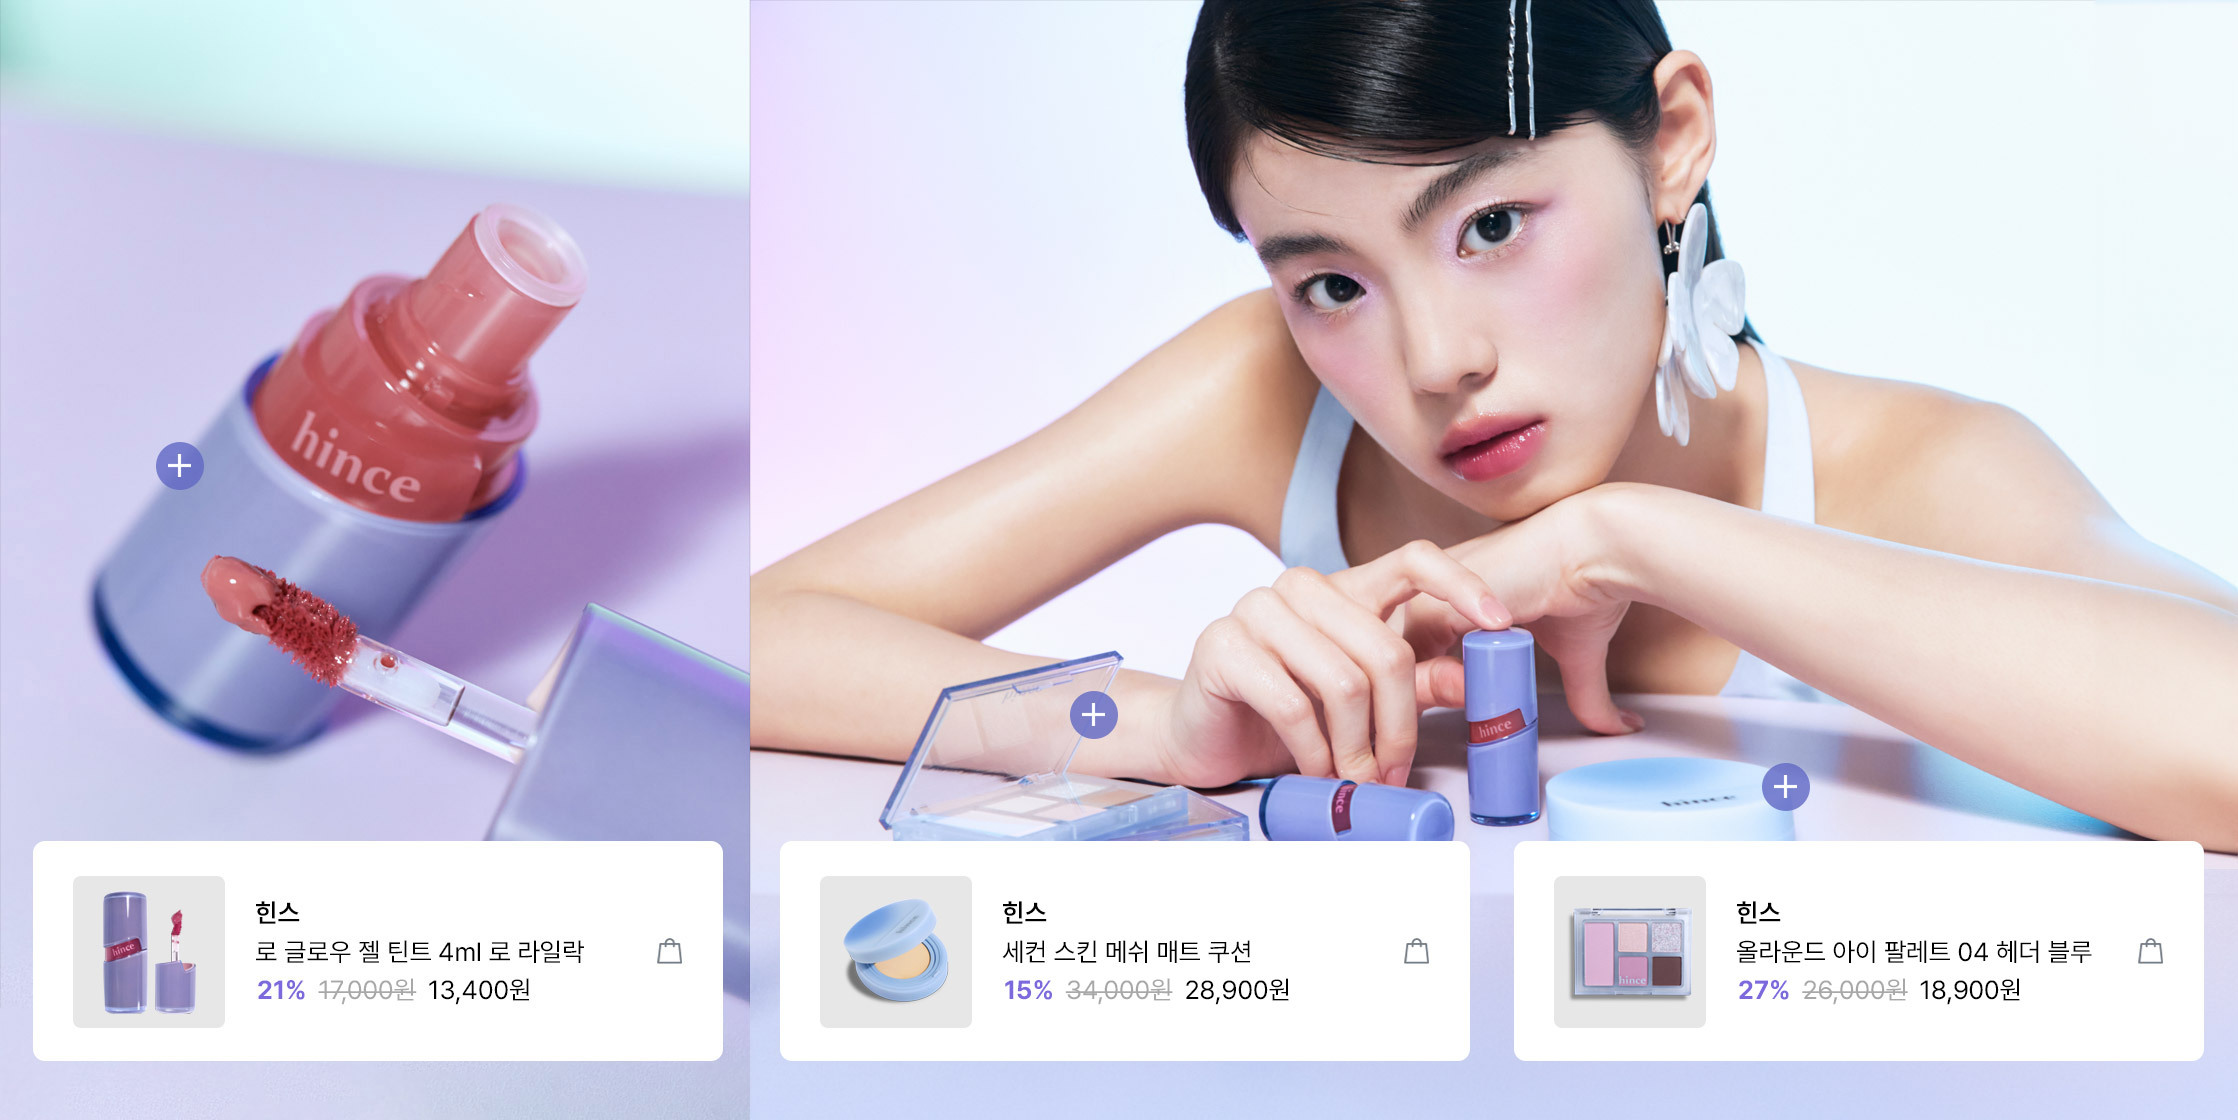 hince
hince
hince
hince
힌스
로 글로우 젤 틴트 4ml 로 라일락
21% 17,000원 13,400원
hince
힌스
세컨 스킨 메쉬 매트 쿠션
15% 34,000원 28,900원
힌스
올라운드 아이 팔레트 04 헤더 블루
27% 26,000원 18,900원
hince